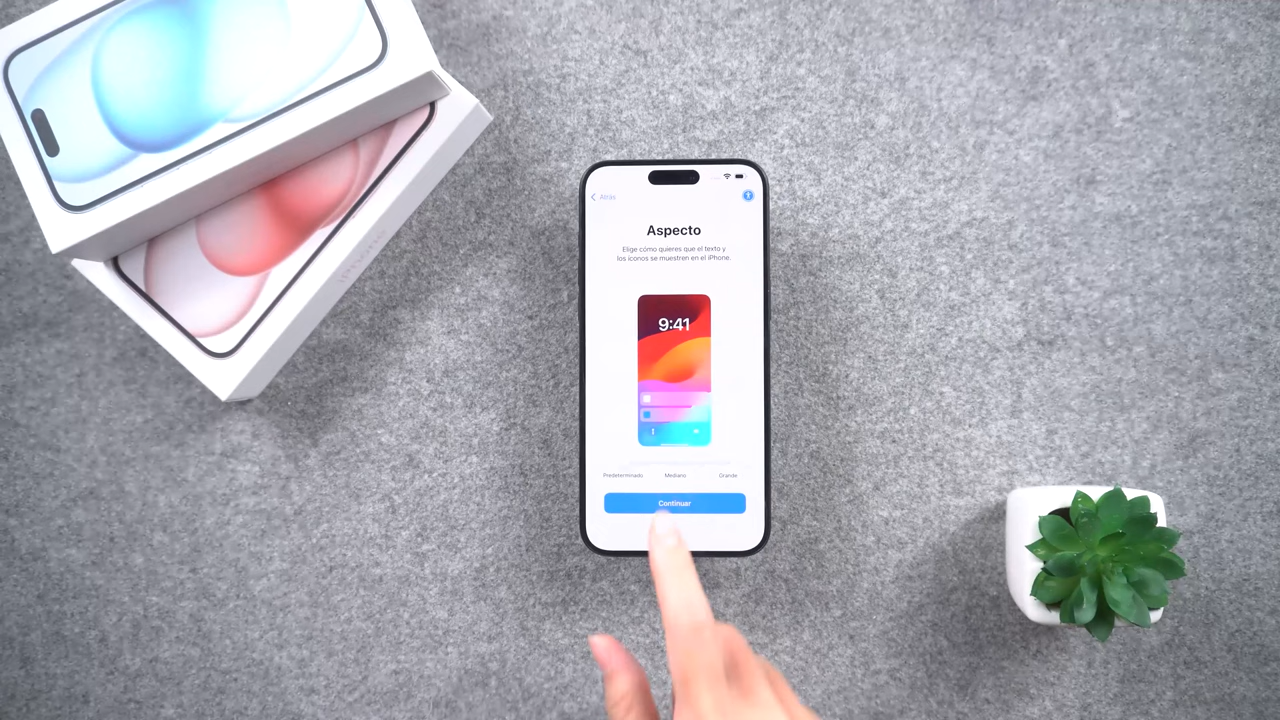 Atrás
Aspecto
Elige cómo quieres que el texto y
los iconos se muestren en el iPhone.
9:41
Predeterminado Mediano Grande
Continuar
iPhone